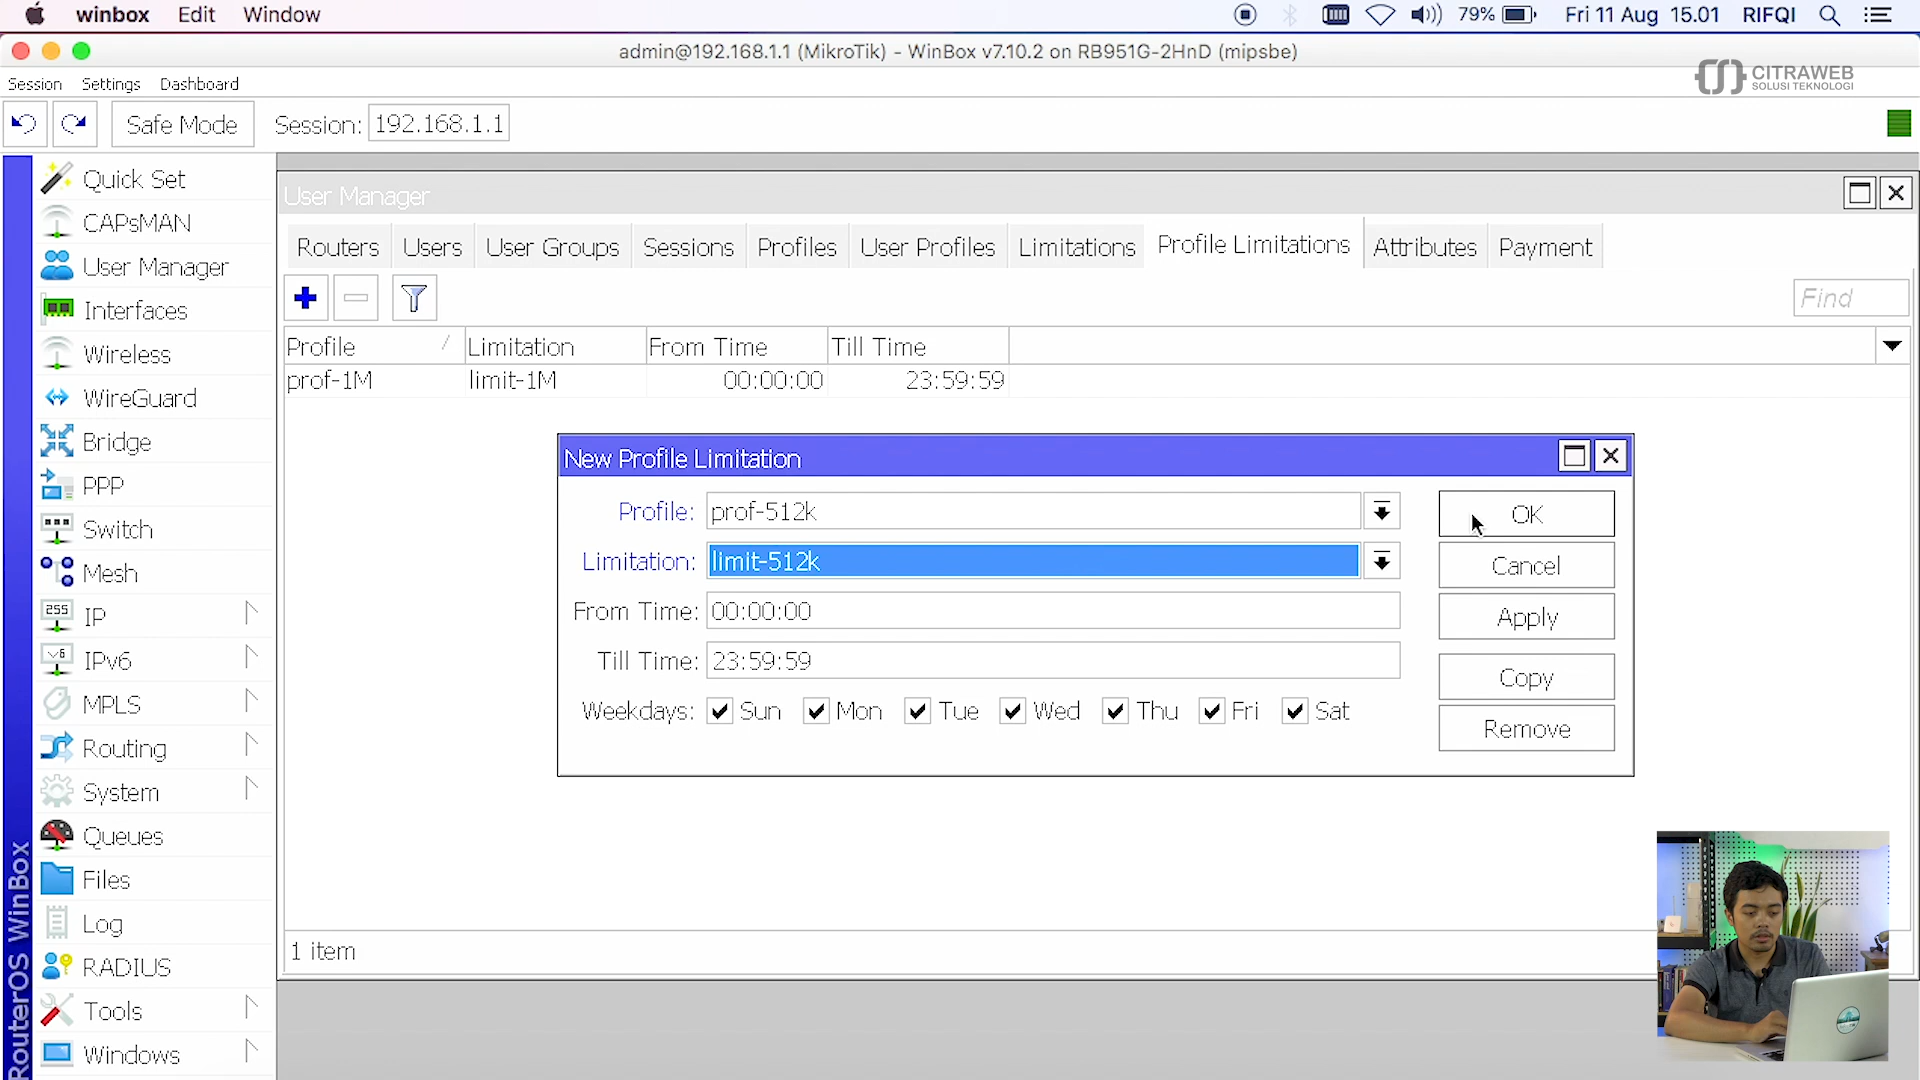 winbox Edit Window 79% Fri 11 Aug 15.01 RIFQI
admin@192.168.1.1 (MikroTik) - WinBox v7.10.2 on RB951G-2HnD (mipsbe)
Session Settings Dashboard
CITRAWEB
SOLUSI TEKNOLOGI
Safe Mode Session: 192.168.1.1
Quick Set
CAPsMAN
User Manager
Interfaces
Wireless
WireGuard
Bridge
PPP
Switch
Mesh
255
IP
v6
IPv6
MPLS
Routing
System
Queues
Files
Log
RADIUS
Tools
Windows
RouterOS WinBox
User Manager
Routers Users User Groups Sessions Profiles User Profiles Limitations Profile Limitations Attributes Payment
Find
Profile Limitation From Time Till Time
prof-1M limit-1M 00:00:00 23:59:59
New Profile Limitation
Profile: prof-512k
Limitation: limit-512k
From Time: 00:00:00
Till Time: 23:59:59
Weekdays: Sun Mon Tue Wed Thu Fri Sat
OK
Cancel
Apply
Copy
Remove
1 item